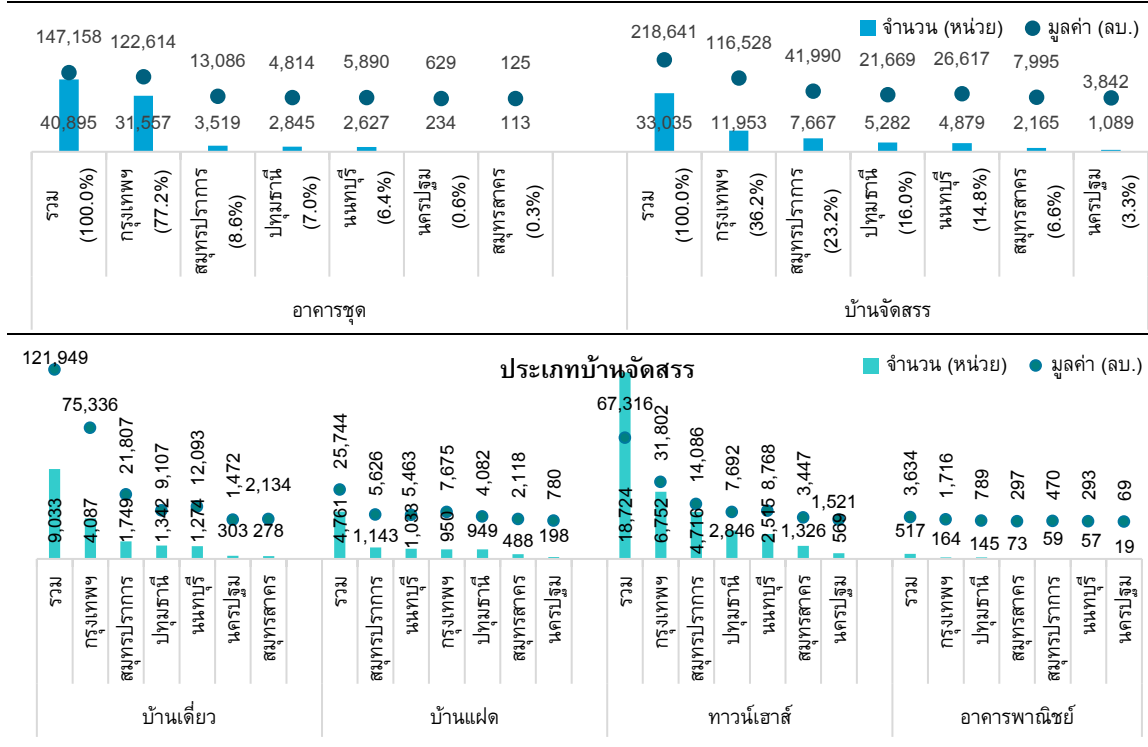 จำนวน (หน่วย) มูลค่า (ลบ.)
147,158 122,614 13,086 4,814 5,890 629 125
218,641 116,528 41,990 21,669 26,617 7,995 3,842
40,895 31,557 3,519 2,845 2,627 234 113
33,035 11,953 7,667 5,282 4,879 2,165 1,089
รวม (100.0%)
กรุงเทพฯ (77.2%)
สมุทรปราการ (8.6%)
ปทุมธานี (7.0%)
นนทบุรี (6.4%)
นครปฐม (0.6%)
สมุทรสาคร (0.3%)
รวม (100.0%)
กรุงเทพฯ (36.2%)
สมุทรปราการ (23.2%)
ปทุมธานี (16.0%)
นนทบุรี (14.8%)
สมุทรสาคร (6.6%)
นครปฐม (3.3%)
อาคารชุด บ้านจัดสรร
ประเภทบ้านจัดสรร
จำนวน (หน่วย) มูลค่า (ลบ.)
121,949 75,336 21,807 9,107 12,093 1,472 2,134
9,033 4,087 1,749 1,342 1,274 303 278
25,744 5,626 5,463 7,675 4,082 2,118 780
4,761 1,143 1,038 950 949 488 198
67,316 31,802 14,086 7,692 8,768 3,447 1,521
18,724 6,752 4,716 2,846 2,515 1,326 569
3,634 1,716 789 297 470 293 69
517 164 145 73 59 57 19
รวม กรุงเทพฯ สมุทรปราการ ปทุมธานี นนทบุรี นครปฐม สมุทรสาคร
รวม สมุทรปราการ นนทบุรี กรุงเทพฯ ปทุมธานี สมุทรสาคร นครปฐม
รวม กรุงเทพฯ สมุทรปราการ ปทุมธานี นนทบุรี สมุทรสาคร นครปฐม
รวม กรุงเทพฯ ปทุมธานี สมุทรสาคร สมุทรปราการ นนทบุรี นครปฐม
บ้านเดี่ยว บ้านแฝด ทาวน์เฮาส์ อาคารพาณิชย์